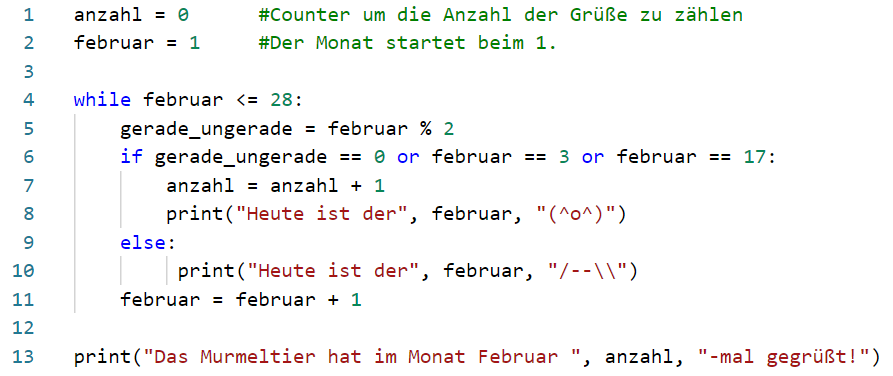 1 anzahl = 0 #Counter um die Anzahl der Grüße zu zählen
2 februar = 1 #Der Monat startet beim 1.
3
4 while februar <= 28:
5 gerade_ungerade = februar % 2
6 if gerade_ungerade == 0 or februar == 3 or februar == 17:
7 anzahl = anzahl + 1
8 print("Heute ist der", februar, "(^o^)")
9 else:
10 print("Heute ist der", februar, "/--\\")
11 februar = februar + 1
12
13 print("Das Murmeltier hat im Monat Februar ", anzahl, "-mal gegrüßt!")